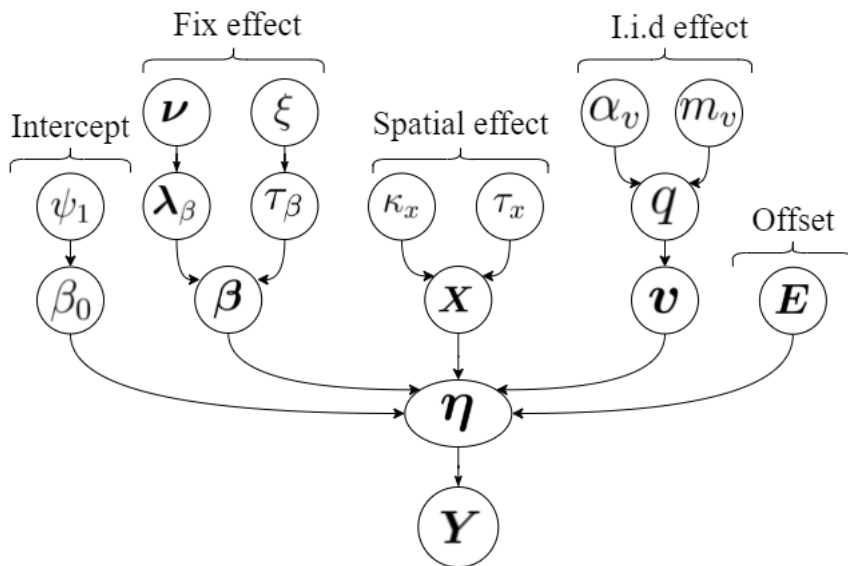 Fix effect
I.i.d effect
ν ξ
α_v m_v
Intercept
Spatial effect
ψ_1
λ_β τ_β
κ_x τ_x
q
Offset
β_0
β
X
v
E
η
Y